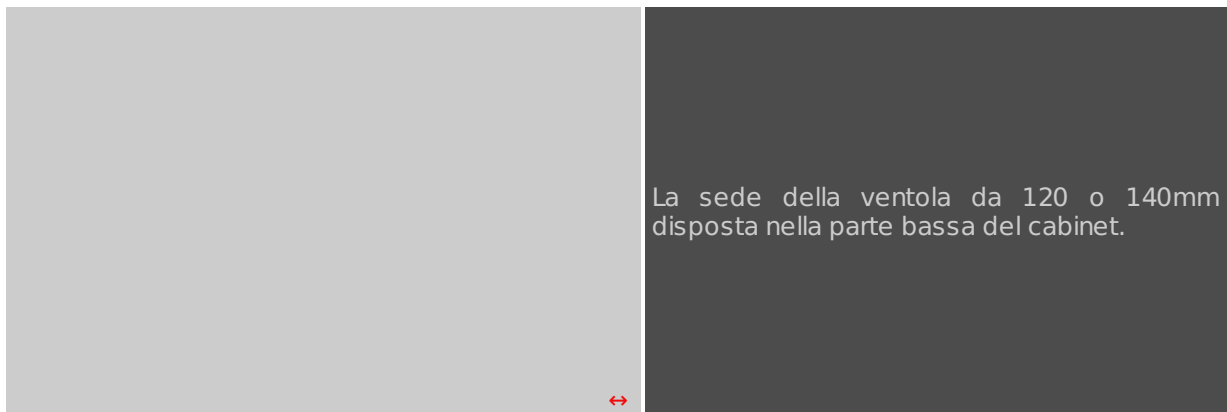 La sede della ventola da 120 o 140mm
disposta nella parte bassa del cabinet.